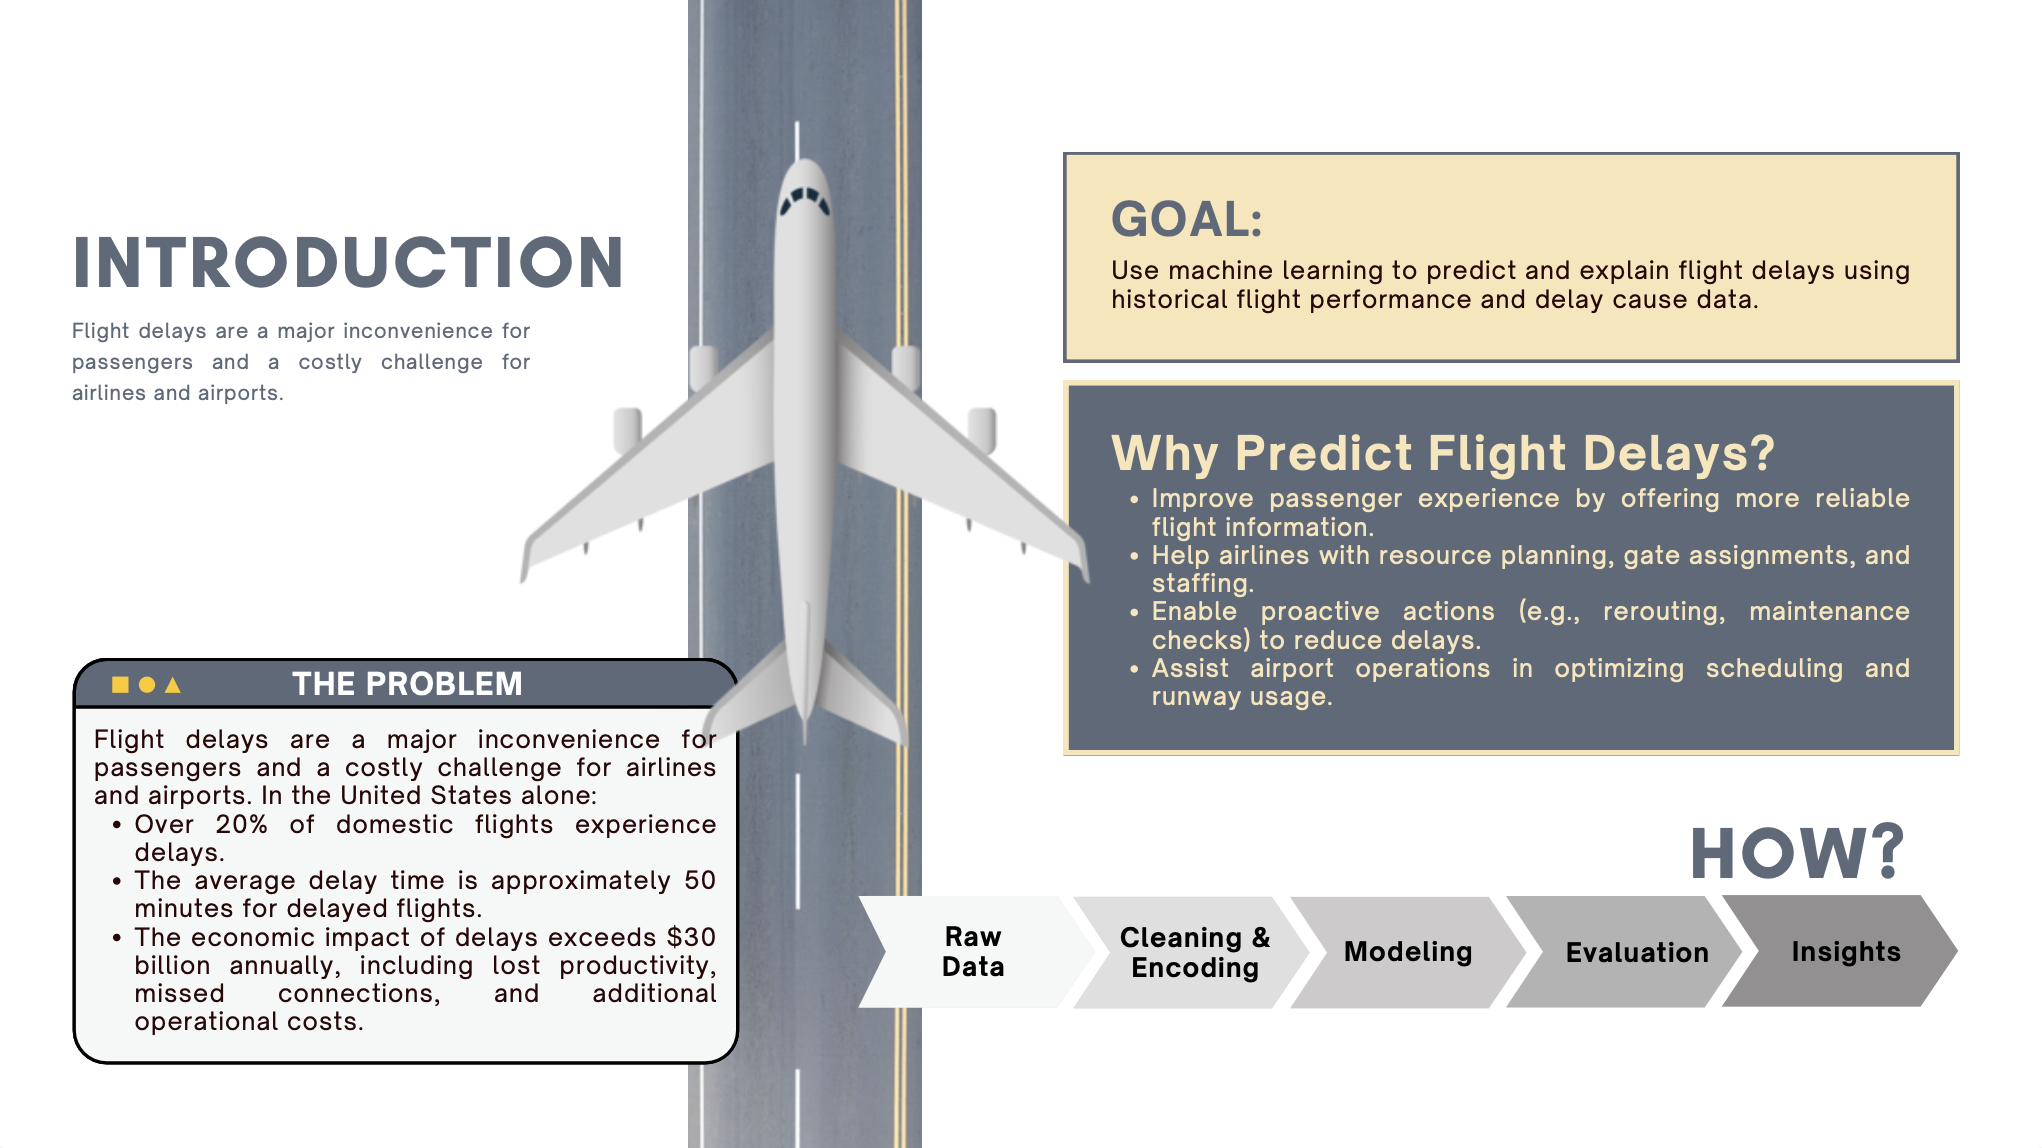 INTRODUCTION
Flight delays are a major inconvenience for
passengers and a costly challenge for
airlines and airports.
THE PROBLEM
Flight delays are a major inconvenience for
passengers and a costly challenge for airlines
and airports. In the United States alone:
• Over 20% of domestic flights experience
delays.
• The average delay time is approximately 50
minutes for delayed flights.
• The economic impact of delays exceeds $30
billion annually, including lost productivity,
missed connections, and additional
operational costs.
GOAL:
Use machine learning to predict and explain flight delays using
historical flight performance and delay cause data.
Why Predict Flight Delays?
• Improve passenger experience by offering more reliable
flight information.
• Help airlines with resource planning, gate assignments, and
staffing.
• Enable proactive actions (e.g., rerouting, maintenance
checks) to reduce delays.
• Assist airport operations in optimizing scheduling and
runway usage.
HOW?
Raw
Data
Cleaning &
Encoding
Modeling
Evaluation
Insights